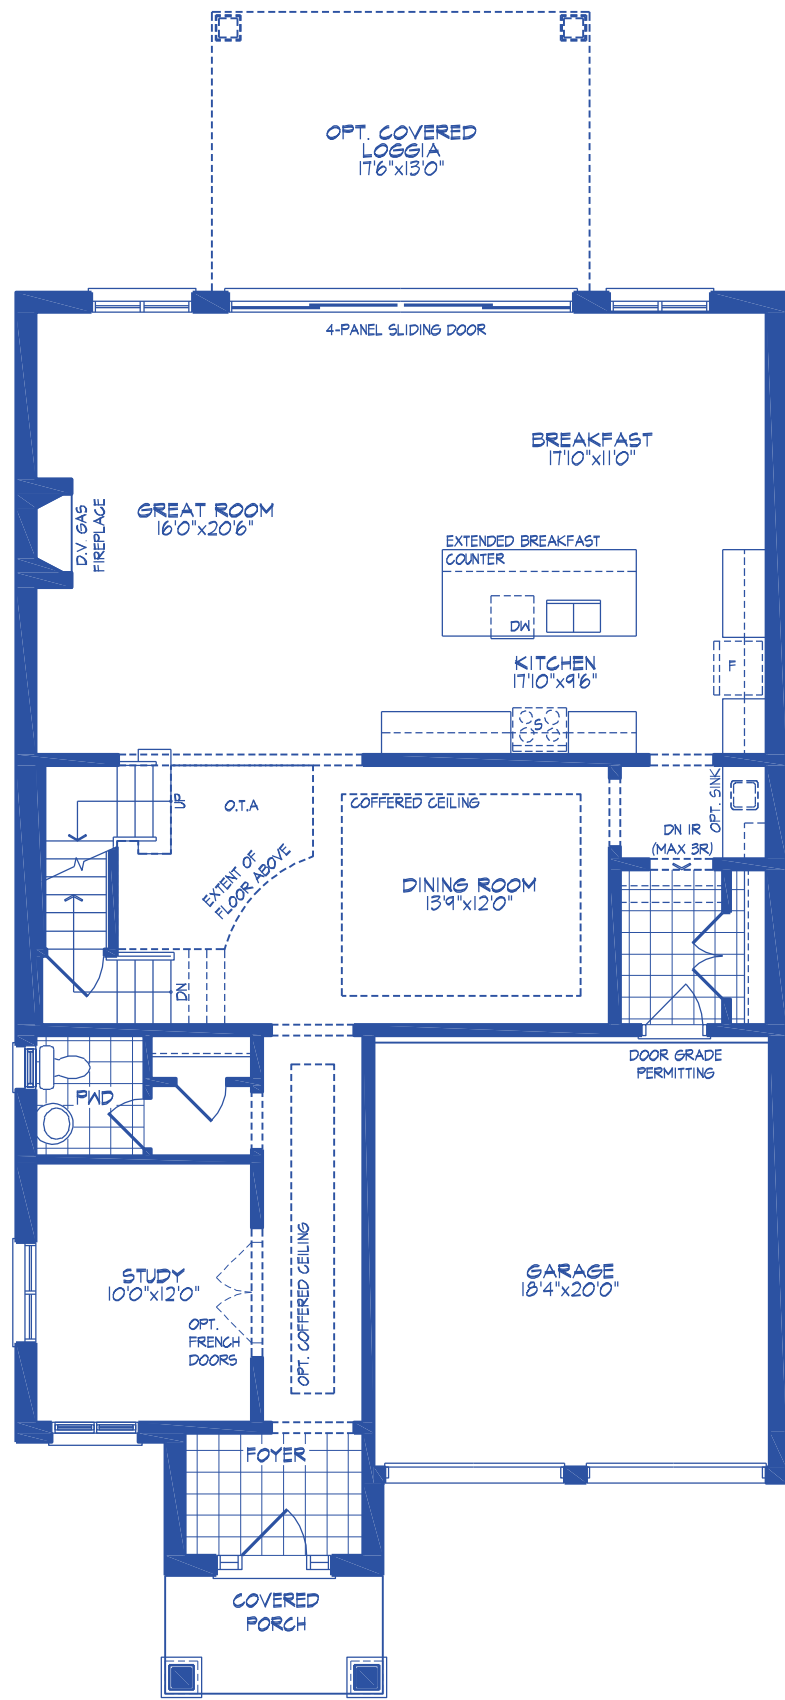 OPT. COVERED
LOGGIA
17'6"x13'0"
4-PANEL SLIDING DOOR
BREAKFAST
17'10"x11'0"
GREAT ROOM
16'0"x20'6"
D.V. GAS
FIREPLACE
EXTENDED BREAKFAST
COUNTER
DW
KITCHEN
17'10"x9'6"
F
S
UP
O.T.A
COFFERED CEILING
OPT. SINK
DN 1R
(MAX 3R)
EXTENT OF
FLOOR ABOVE
DINING ROOM
13'9"x12'0"
DN
DOOR GRADE
PERMITTING
PWD
OPT. COFFERED CEILING
STUDY
10'0"x12'0"
OPT.
FRENCH
DOORS
GARAGE
18'4"x20'0"
FOYER
COVERED
PORCH